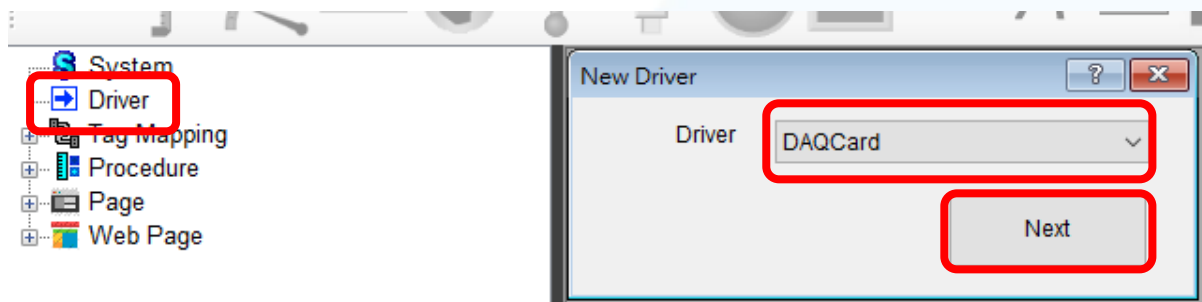 System
Driver
Tag Mapping
Procedure
Page
Web Page
New Driver
Driver
DAQCard
Next